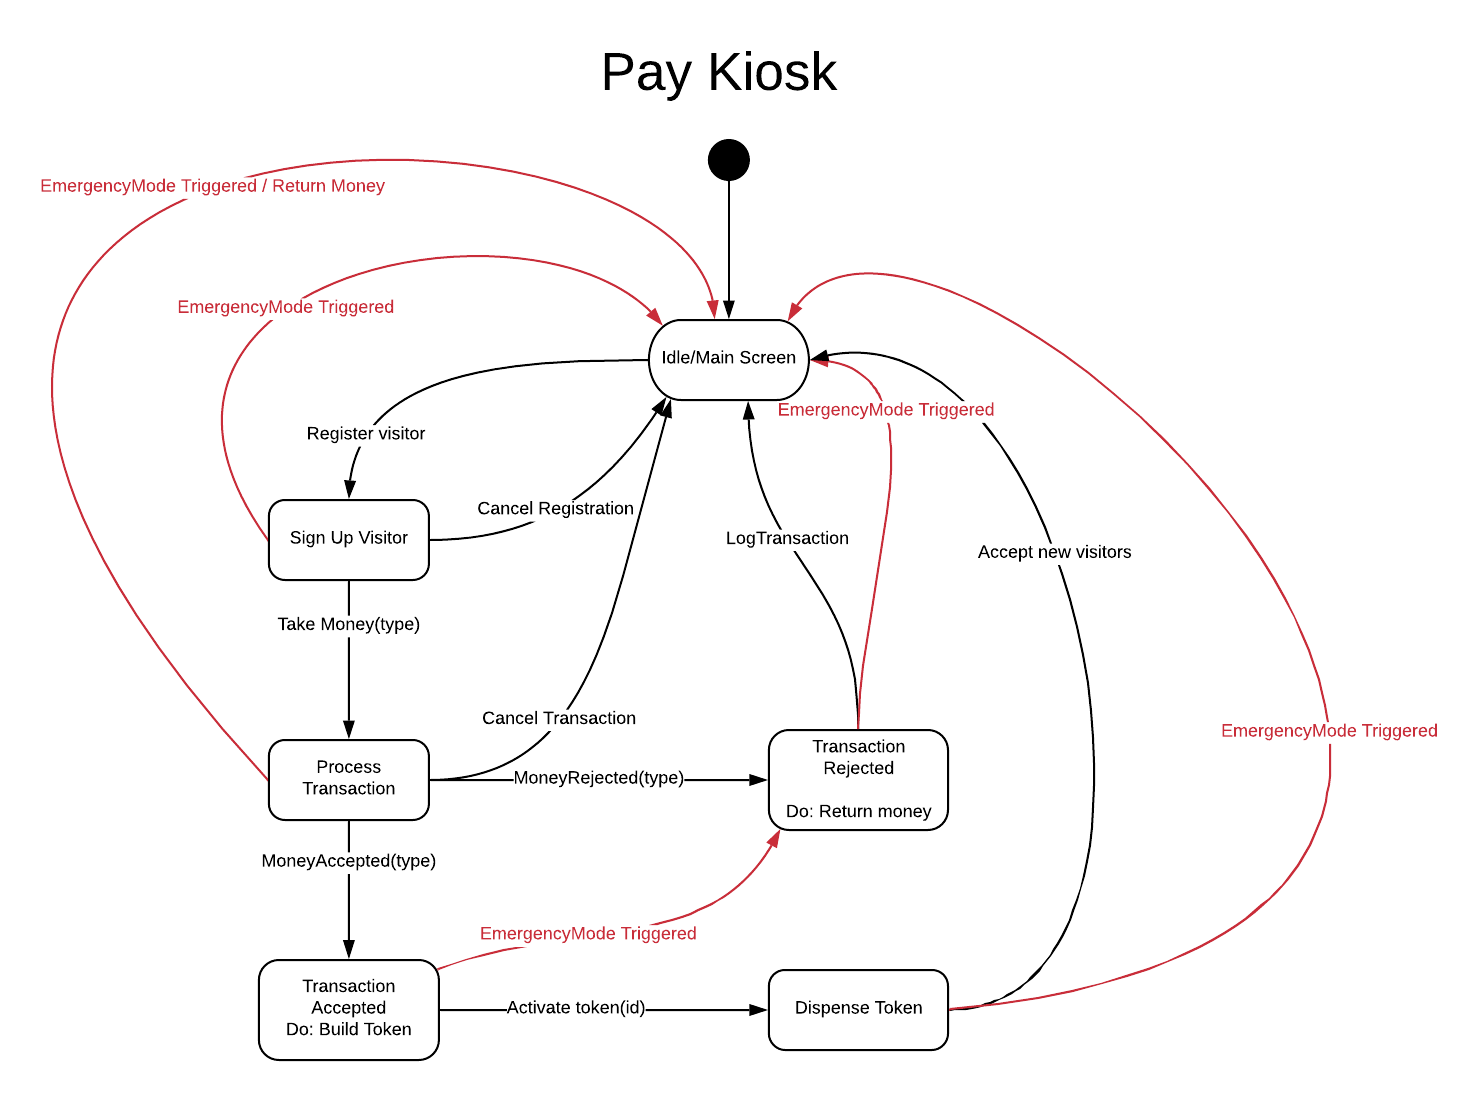 Pay Kiosk
EmergencyMode Triggered / Return Money
EmergencyMode Triggered
Idle/Main Screen
EmergencyMode Triggered
Register visitor
Cancel Registration
Sign Up Visitor
LogTransaction
Accept new visitors
Take Money(type)
Cancel Transaction
EmergencyMode Triggered
Process
Transaction
MoneyRejected(type)
Transaction
Rejected
Do: Return money
MoneyAccepted(type)
EmergencyMode Triggered
Transaction
Accepted
Do: Build Token
Activate token(id)
Dispense Token